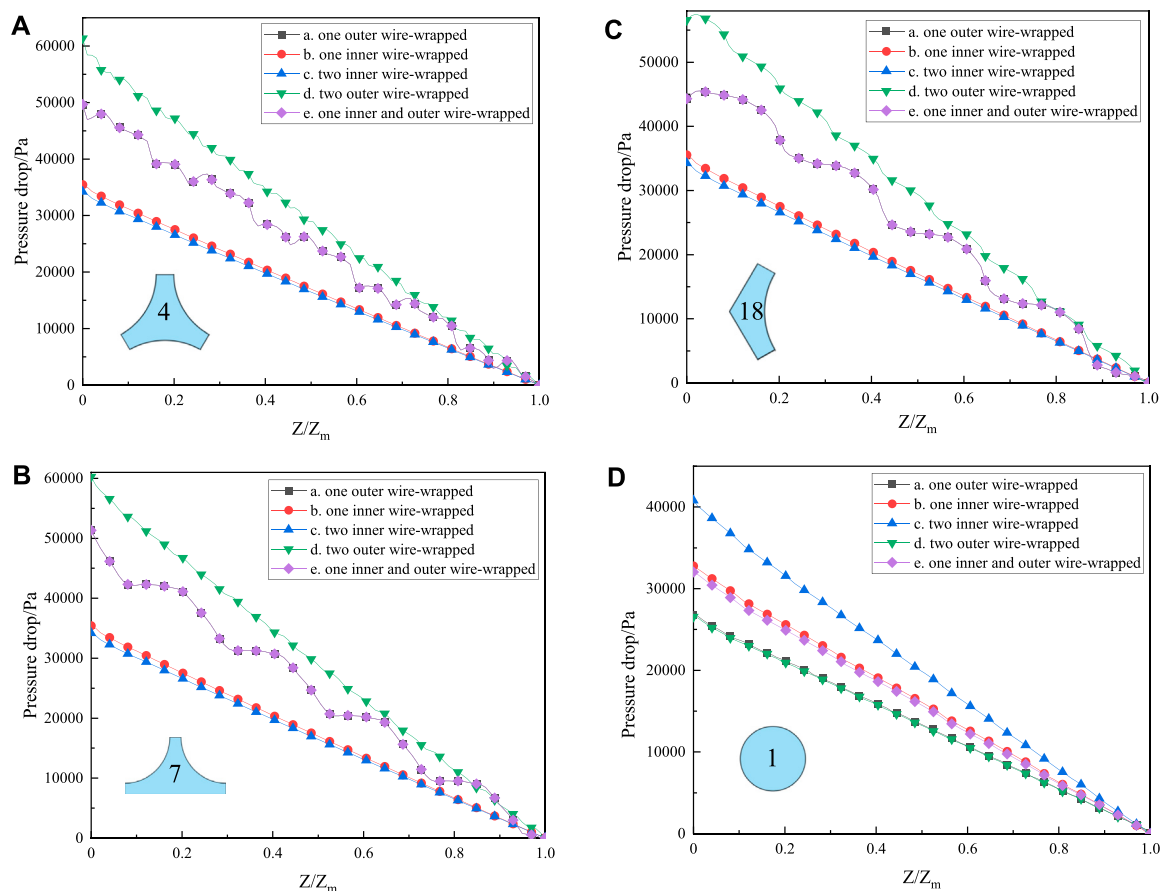 A
60000
50000
40000
30000
20000
10000
0
Pressure drop/Pa
a. one outer wire-wrapped
b. one inner wire-wrapped
c. two inner wire-wrapped
d. two outer wire-wrapped
e. one inner and outer wire-wrapped
4
0 0.2 0.4 0.6 0.8 1.0
Z/Zm
C
50000
40000
30000
20000
10000
0
Pressure drop/Pa
a. one outer wire-wrapped
b. one inner wire-wrapped
c. two inner wire-wrapped
d. two outer wire-wrapped
e. one inner and outer wire-wrapped
18
0 0.2 0.4 0.6 0.8 1.0
Z/Zm
B
60000
50000
40000
30000
20000
10000
0
Pressure drop/Pa
a. one outer wire-wrapped
b. one inner wire-wrapped
c. two inner wire-wrapped
d. two outer wire-wrapped
e. one inner and outer wire-wrapped
7
0 0.2 0.4 0.6 0.8 1.0
Z/Zm
D
40000
30000
20000
10000
0
Pressure drop/Pa
a. one outer wire-wrapped
b. one inner wire-wrapped
c. two inner wire-wrapped
d. two outer wire-wrapped
e. one inner and outer wire-wrapped
1
0 0.2 0.4 0.6 0.8 1.0
Z/Zm